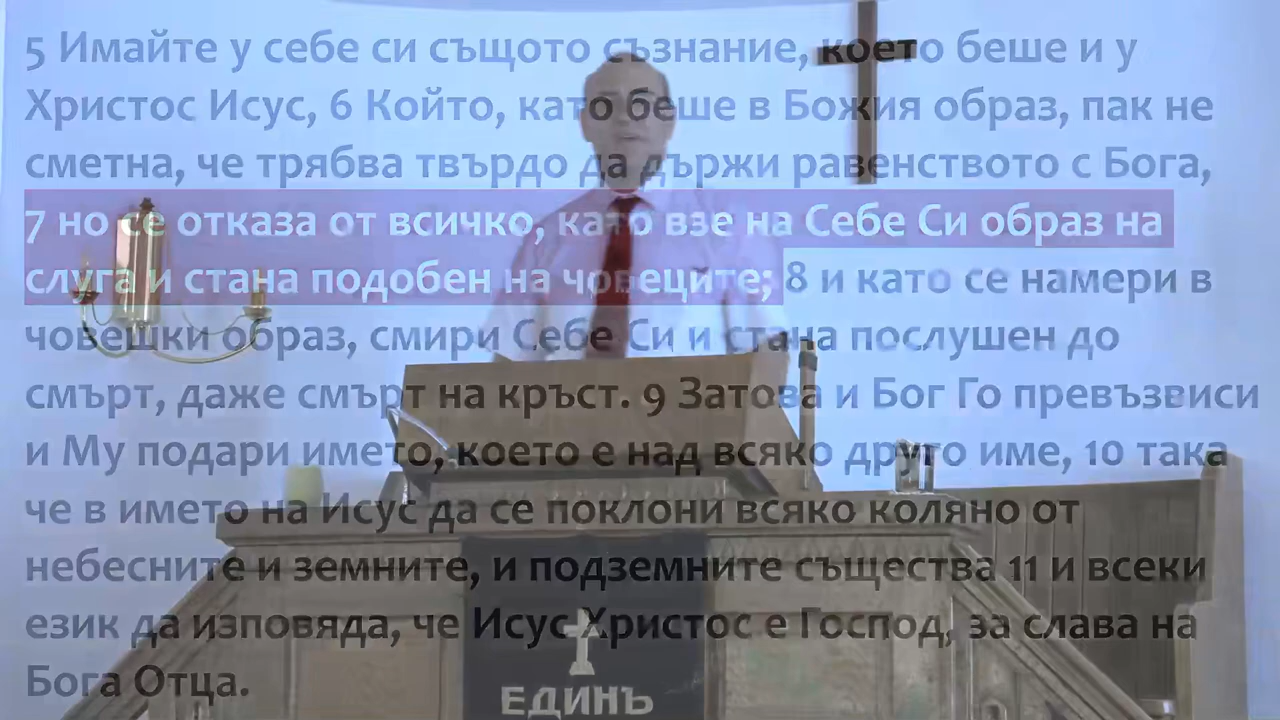 5 Имайте у себе си същото съзнание, което беше и у
Христос Исус, 6 Който, като беше в Божия образ, пак не
сметна, че трябва твърдо да държи равенството с Бога,
7 но се отказа от всичко, като взе на Себе Си образ на
слуга и стана подобен на човеците; 8 и като се намери в
човешки образ, смири Себе Си и стана послушен до
смърт, даже смърт на кръст. 9 Затова и Бог Го превъзвиси
и Му подари името, което е над всяко друго име, 10 така
че в името на Исус да се поклони всяко коляно от
небесните и земните, и подземните същества 11 и всеки
език да изповяда, че Исус Христос е Господ, за слава на
Бога Отца.
ЕДИНЪ